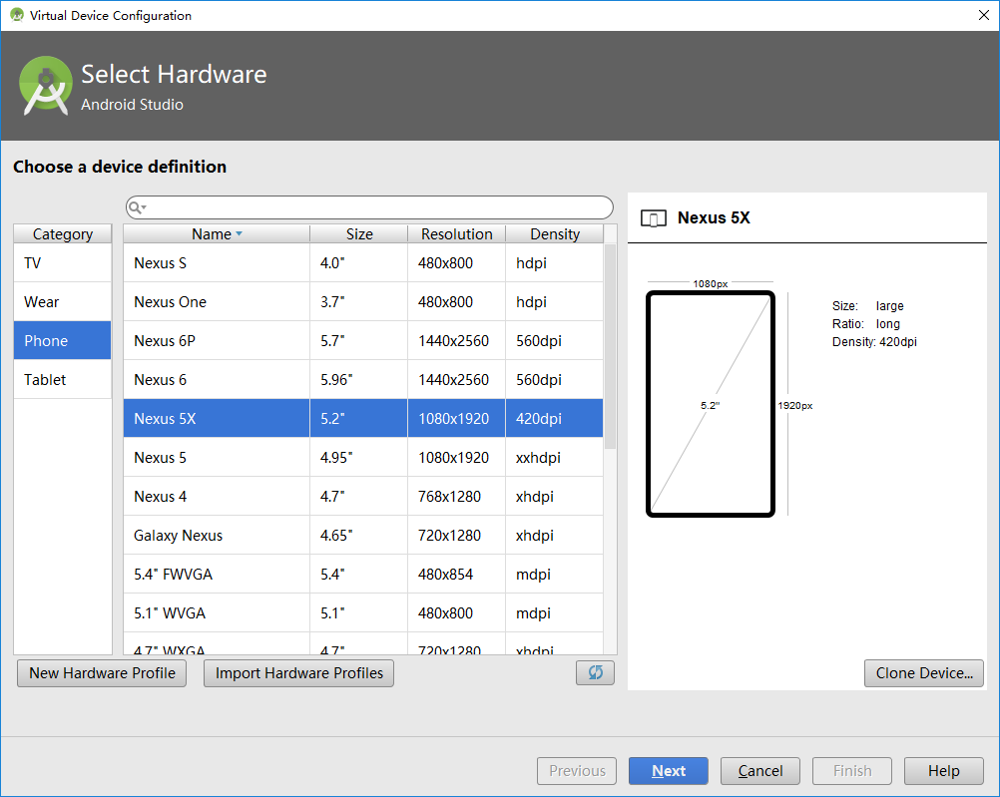 Virtual Device Configuration
Select Hardware
Android Studio
Choose a device definition
Category
TV
Wear
Phone
Tablet
Name Size Resolution Density
Nexus S 4.0" 480x800 hdpi
Nexus One 3.7" 480x800 hdpi
Nexus 6P 5.7" 1440x2560 560dpi
Nexus 6 5.96" 1440x2560 560dpi
Nexus 5X 5.2" 1080x1920 420dpi
Nexus 5 4.95" 1080x1920 xxhdpi
Nexus 4 4.7" 768x1280 xhdpi
Galaxy Nexus 4.65" 720x1280 xhdpi
5.4" FWVGA 5.4" 480x854 mdpi
5.1" WVGA 5.1" 480x800 mdpi
4.7" WXGA 4.7" 720x1280 xhdpi
New Hardware Profile Import Hardware Profiles
Nexus 5X
1080px
5.2"
1920px
Size: large
Ratio: long
Density: 420dpi
Clone Device...
Previous Next Cancel Finish Help